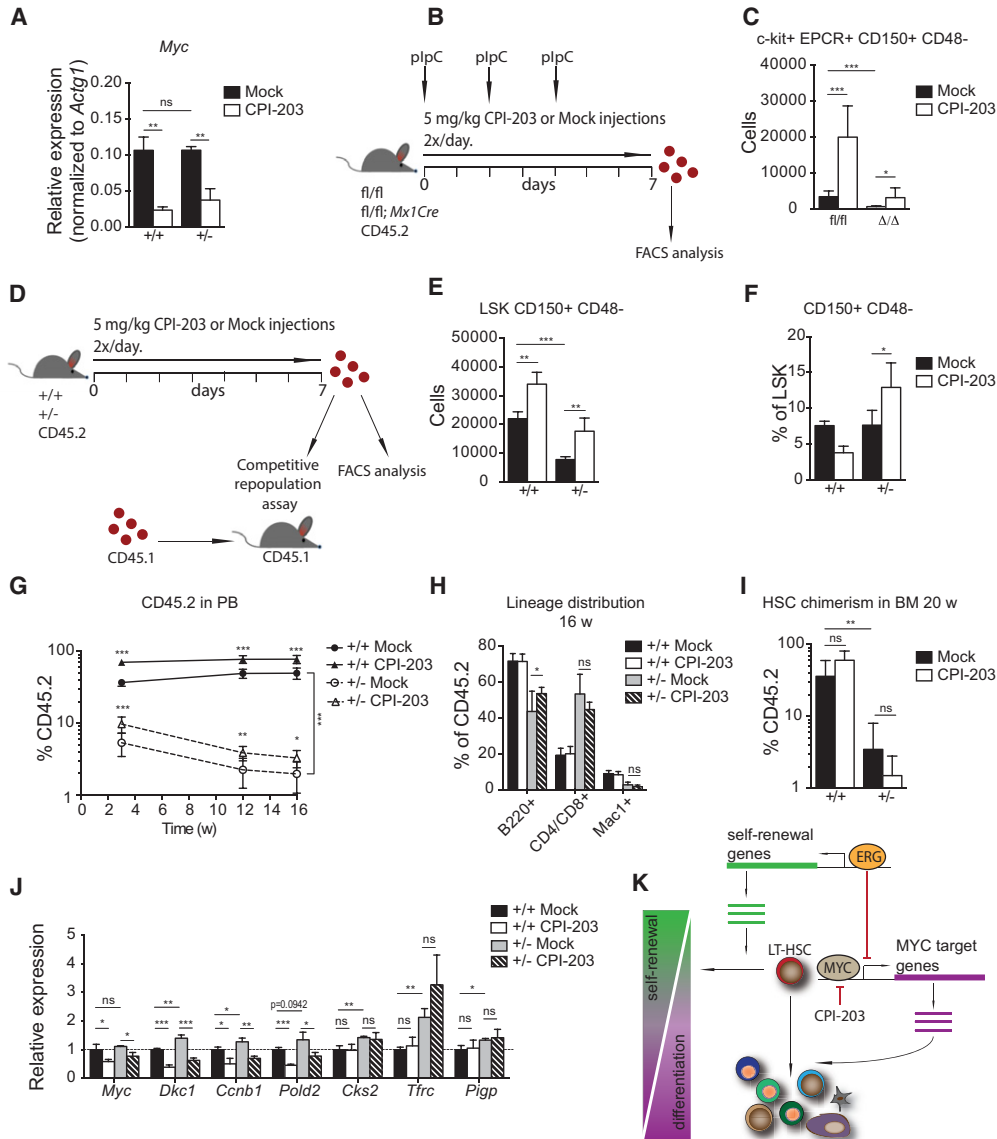 A
Myc
Relative expression
(normalized to Actg1)
0.20
0.15
0.10
0.05
0.00
ns
**
**
Mock
CPI-203
+/+
+/-
B
pIpC
pIpC
pIpC
5 mg/kg CPI-203 or Mock injections
2x/day.
0
days
7
fl/fl
fl/fl; Mx1Cre
CD45.2
FACS analysis
C
c-kit+ EPCR+ CD150+ CD48-
Cells
40000
30000
20000
10000
0
***
***
*
Mock
CPI-203
fl/fl
Δ/Δ
D
5 mg/kg CPI-203 or Mock injections
2x/day.
0
days
7
+/+
+/-
CD45.2
Competitive
repopulation
assay
FACS analysis
CD45.1
CD45.1
E
LSK CD150+ CD48-
Cells
50000
40000
30000
20000
10000
0
***
**
**
+/+
+/-
F
CD150+ CD48-
% of LSK
20
15
10
5
0
*
Mock
CPI-203
+/+
+/-
G
CD45.2 in PB
% CD45.2
100
10
1
***
***
***
***
**
*
***
+/+ Mock
+/+ CPI-203
+/- Mock
+/- CPI-203
0 2 4 6 8 10 12 14 16
Time (w)
H
Lineage distribution
16 w
% of CD45.2
80
60
40
20
0
*
ns
ns
+/+ Mock
+/+ CPI-203
+/- Mock
+/- CPI-203
B220+
CD4/CD8+
Mac1+
I
HSC chimerism in BM 20 w
% CD45.2
100
10
1
**
ns
ns
Mock
CPI-203
+/+
+/-
J
Relative expression
5
4
3
2
1
0
+/+ Mock
+/+ CPI-203
+/- Mock
+/- CPI-203
ns
*
*
**
***
***
*
*
**
p=0.0942
***
*
**
ns
ns
**
ns
ns
*
ns
ns
Myc
Dkc1
Ccnb1
Pold2
Cks2
Tfrc
Pigp
K
self-renewal
genes
ERG
self-renewal
differentiation
LT-HSC
MYC
MYC target
genes
CPI-203